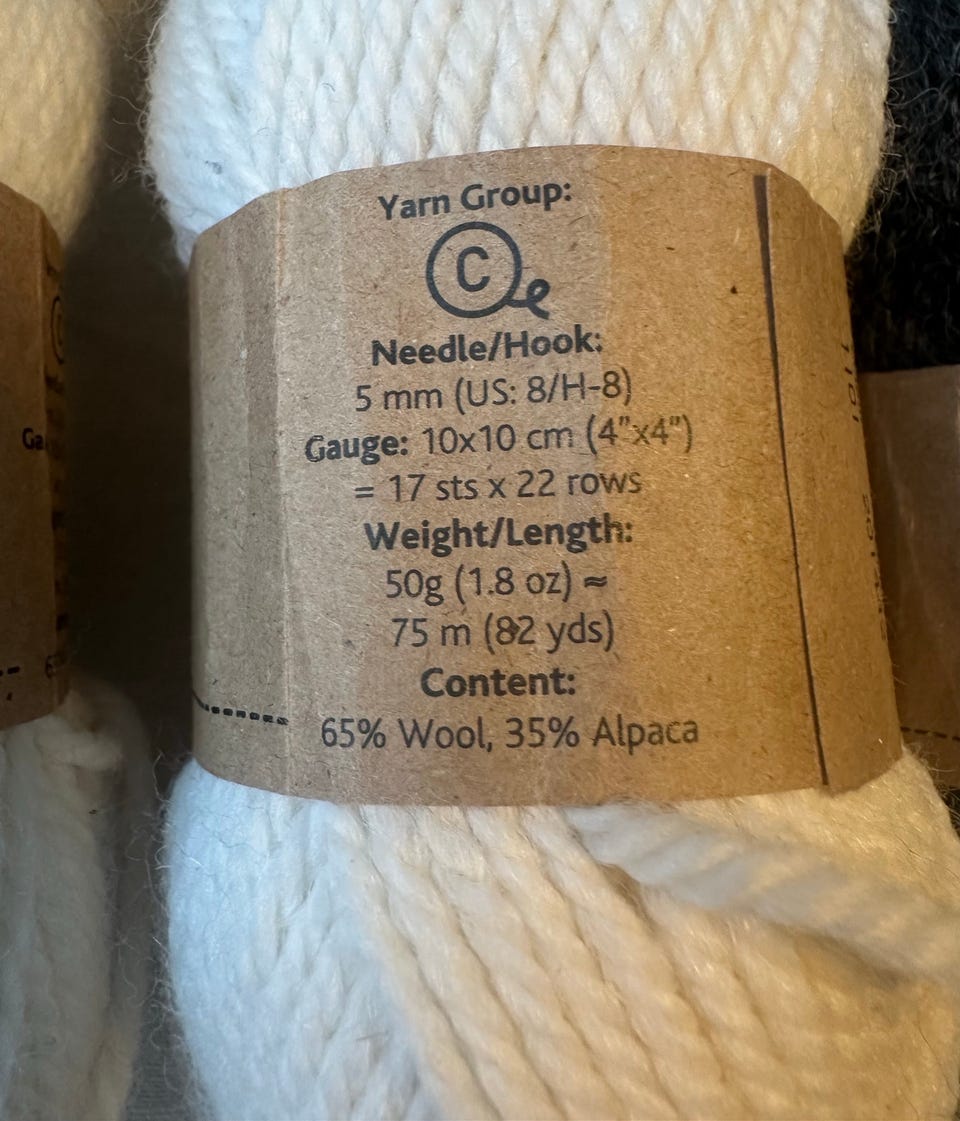 Yarn Group:
C
Needle/Hook:
5 mm (US: 8/H-8)
Gauge: 10x10 cm (4"x4")
= 17 sts x 22 rows
Weight/Length:
50g (1.8 oz) ≈
75 m (82 yds)
Content:
65% Wool, 35% Alpaca